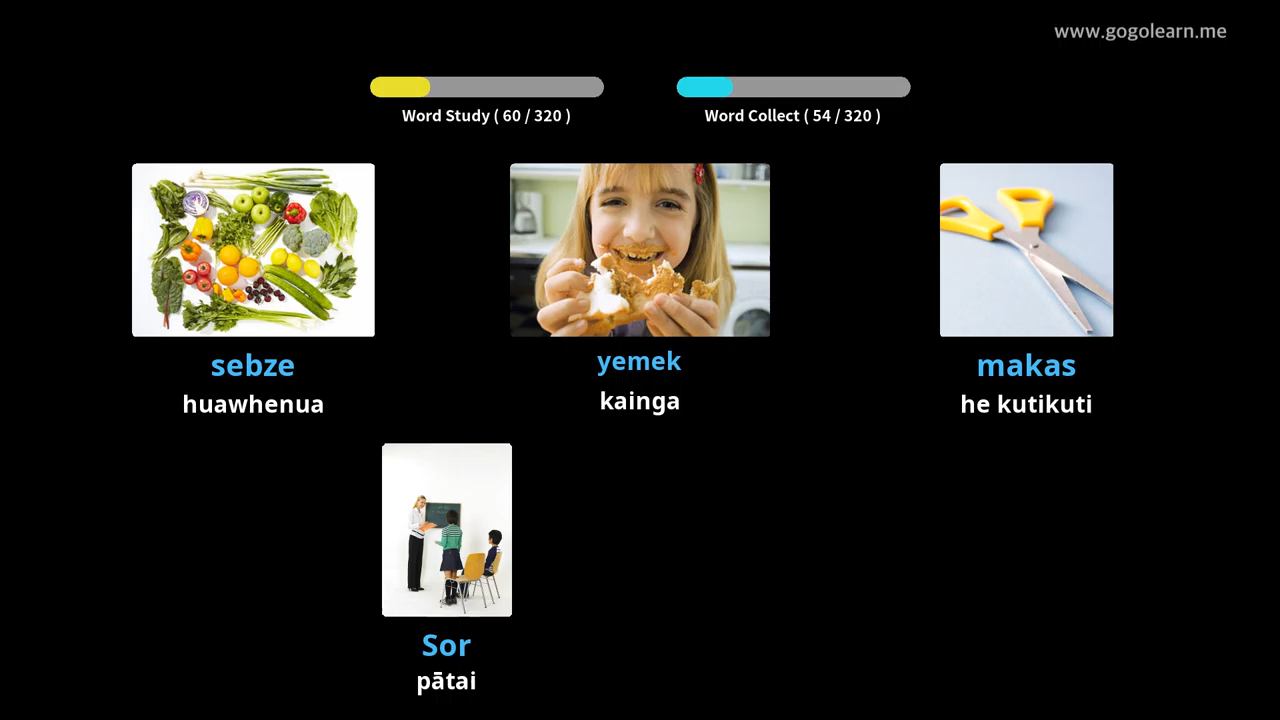 www.gogolearn.me
Word Study ( 60 / 320 )
Word Collect ( 54 / 320 )
sebze
huawhenua
yemek
kainga
makas
he kutikuti
Sor
pātai